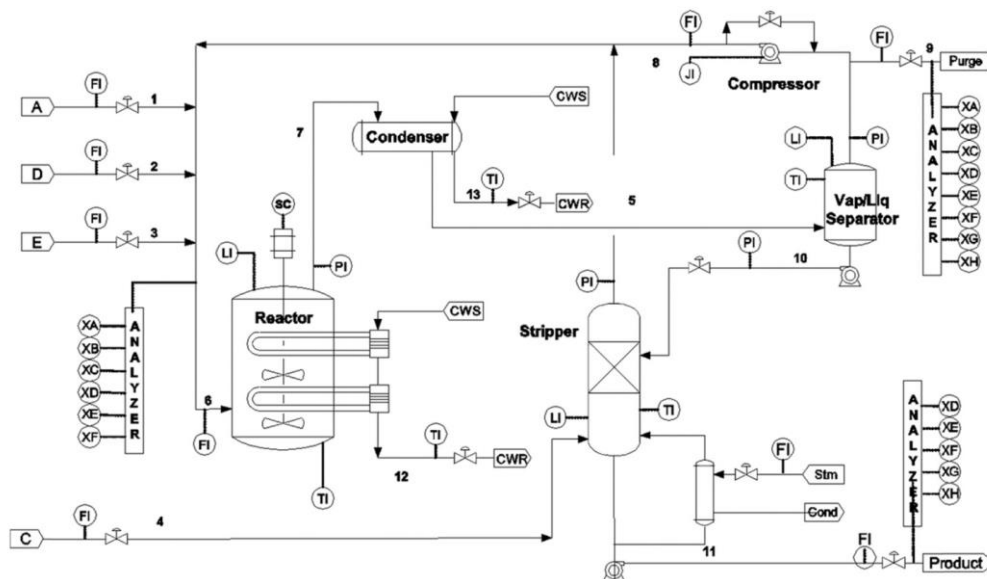 FI
8
JI
Compressor
FI
9
Purge
A
FI
1
CWS
7
Condenser
LI
PI
ANALYZER
XA
XB
XC
XD
XE
XF
XG
XH
D
FI
2
TI
13
CWR
5
TI
Vap/Liq
Separator
E
FI
3
SC
LI
PI
PI
10
PI
Reactor
CWS
Stripper
ANALYZER
XA
XB
XC
XD
XE
XF
6
FI
LI
TI
TI
CWR
12
TI
FI
Stm
Cond
ANALYZER
XD
XE
XF
XG
XH
C
FI
4
11
FI
Product